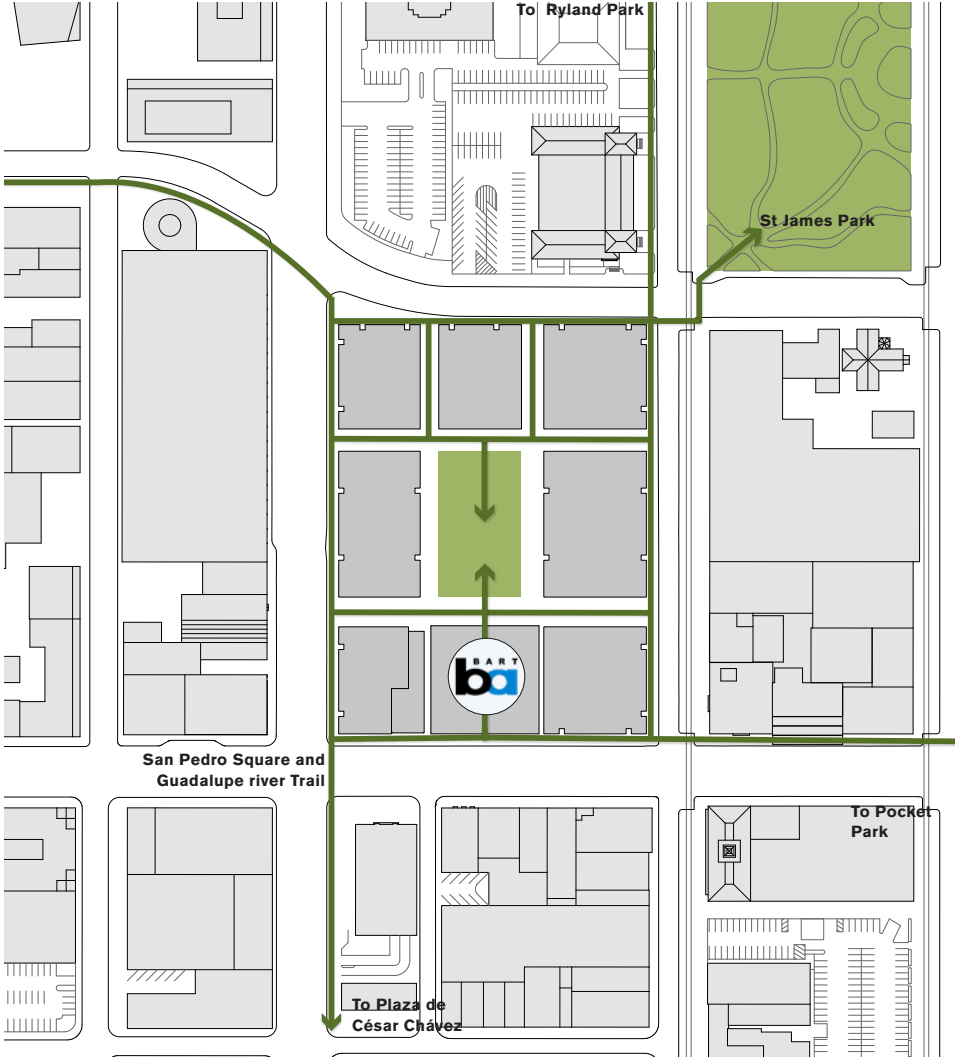 To Ryland Park
St James Park
BART
ba
San Pedro Square and
Guadalupe river Trail
To Pocket
Park
To Plaza de
César Chávez